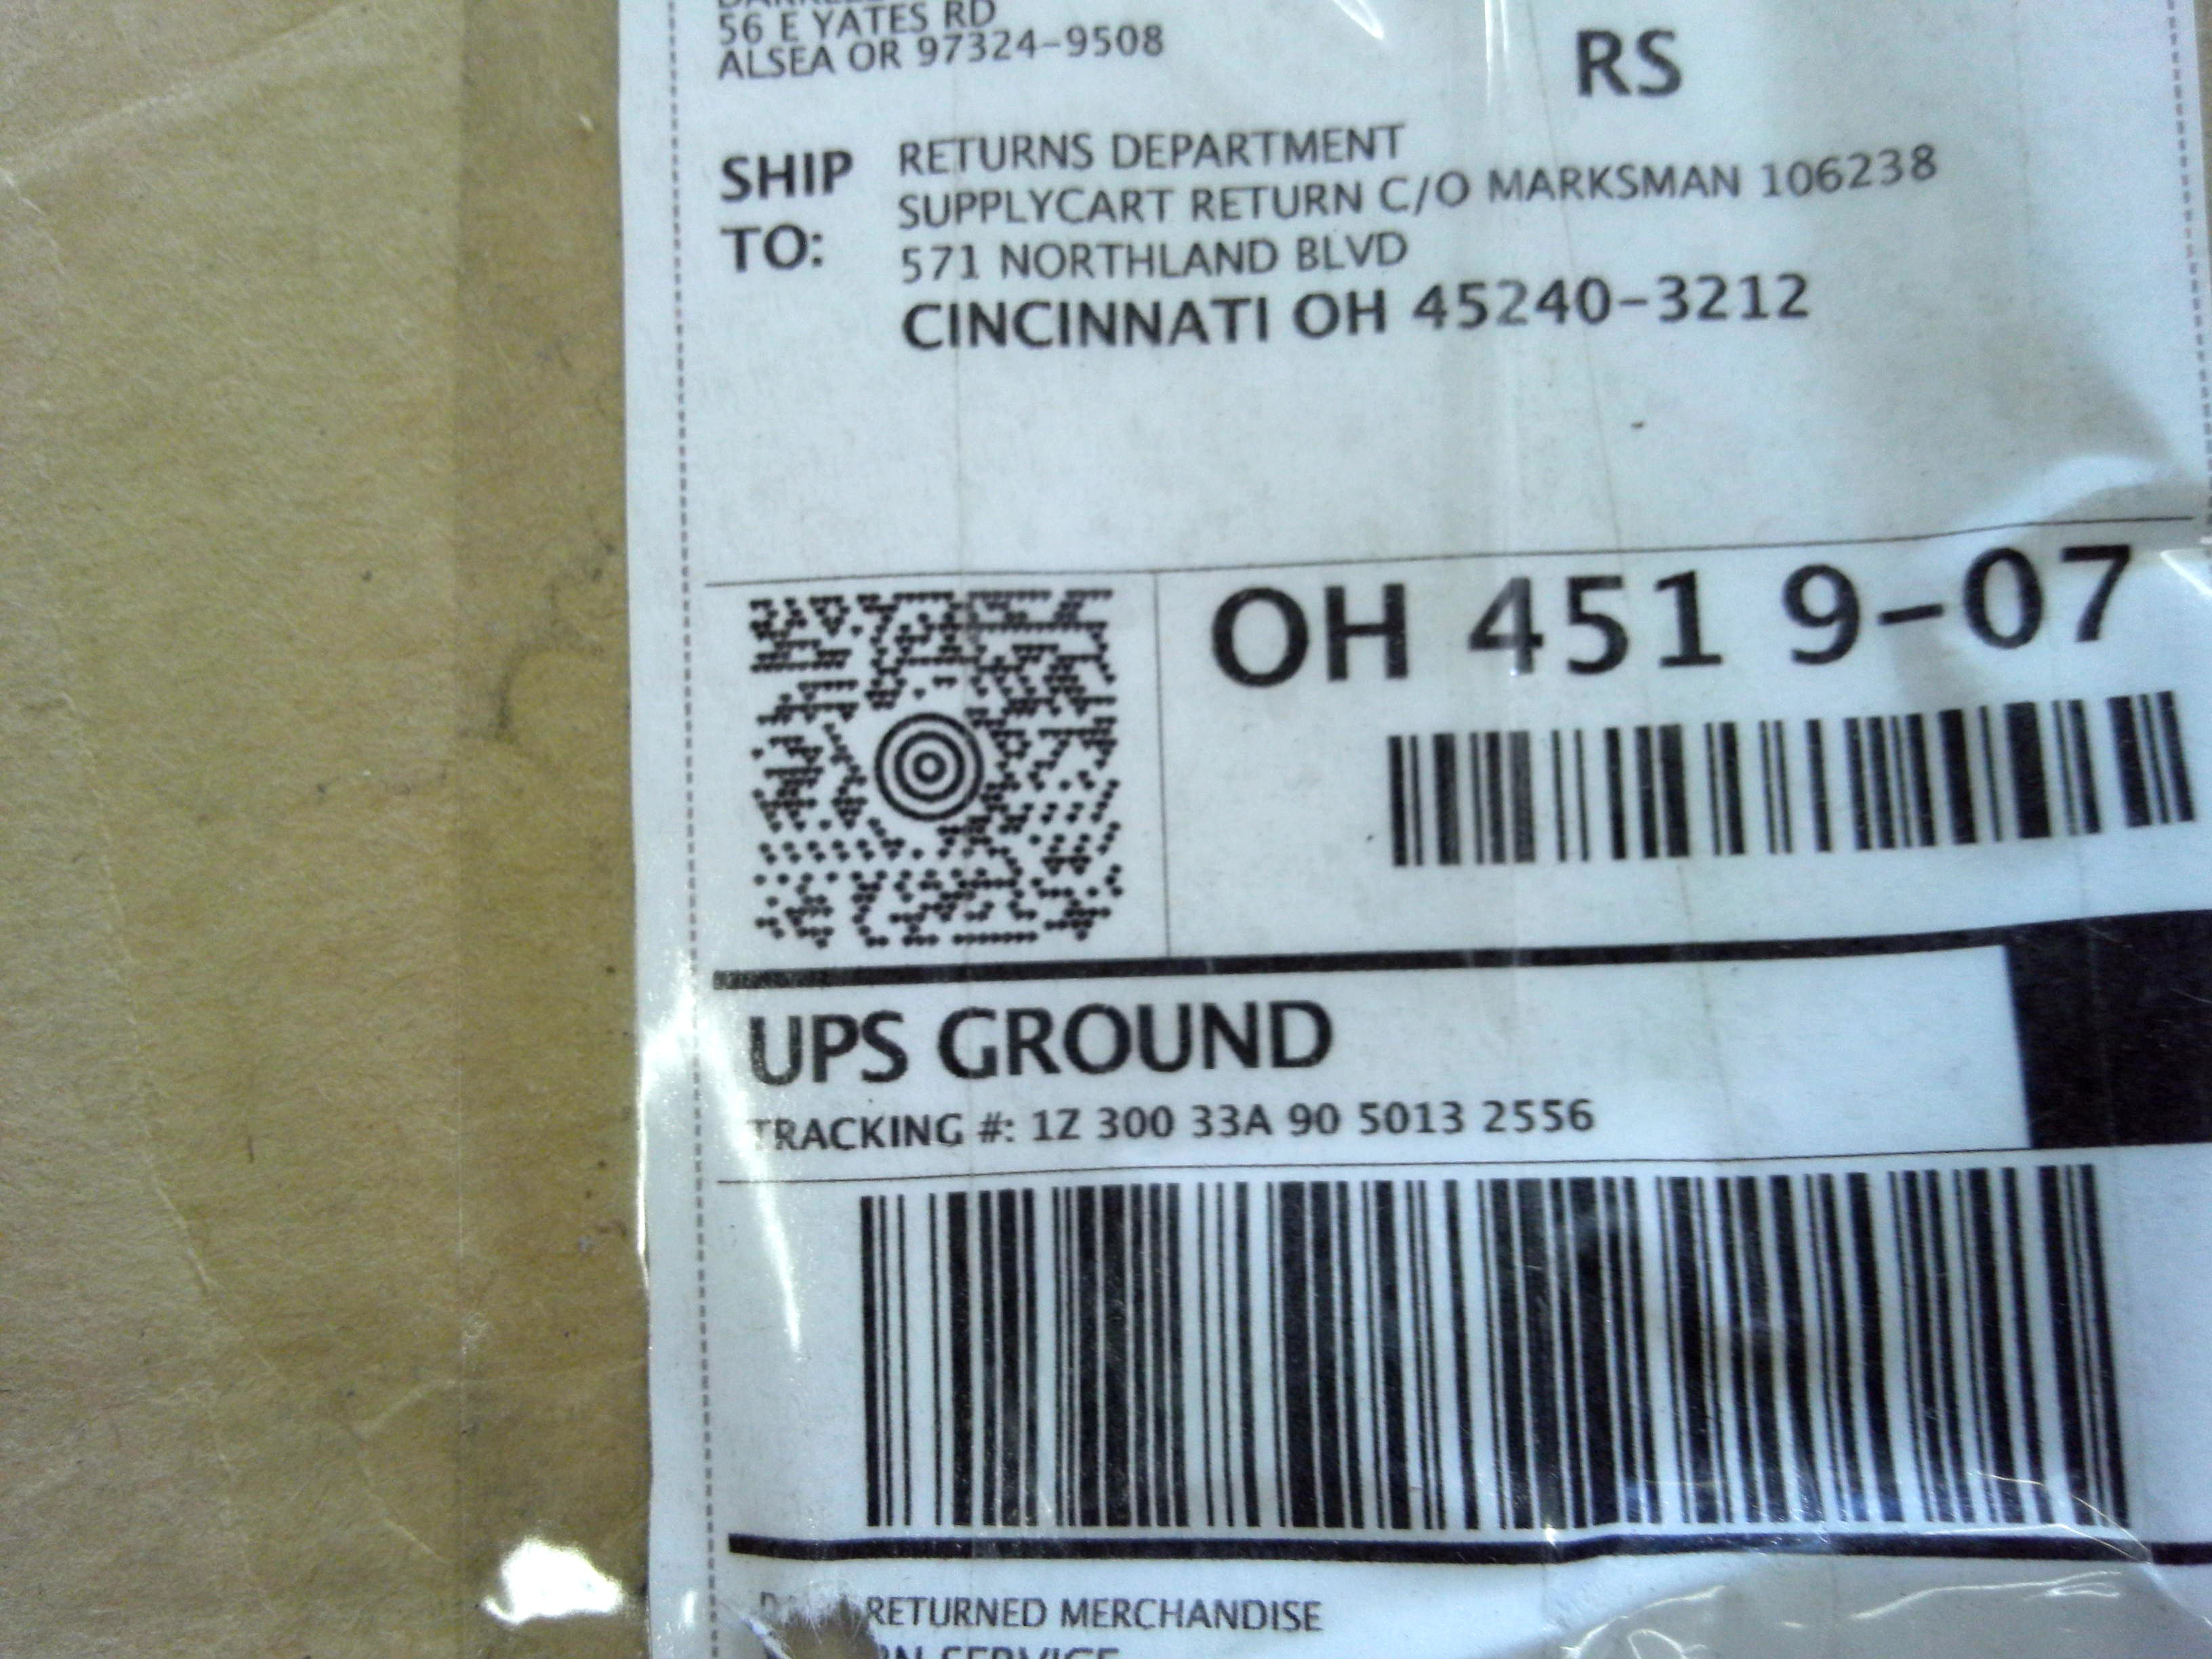 56 E YATES RD
ALSEA OR 97324-9508
RS
SHIP TO:
RETURNS DEPARTMENT
SUPPLYCART RETURN C/O MARKSMAN 106238
571 NORTHLAND BLVD
CINCINNATI OH 45240-3212
OH 451 9-07
UPS GROUND
TRACKING #: 1Z 300 33A 90 5013 2556
RETURNED MERCHANDISE
SERVICE